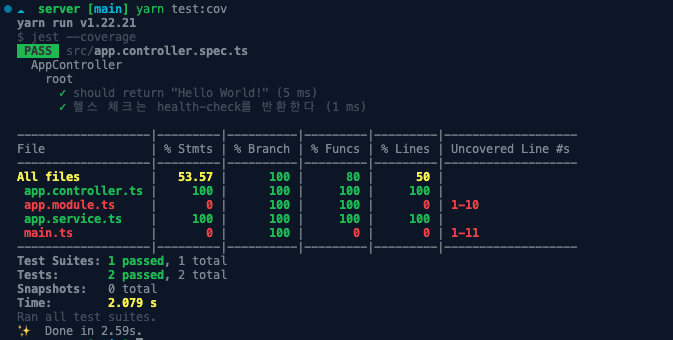 server [main] yarn test:cov
yarn run v1.22.21
$ jest --coverage
PASS src/app.controller.spec.ts
AppController
root
✓ should return "Hello World!" (5 ms)
✓ 헬스 체크는 health-check를 반환한다 (1 ms)
-------------------|---------|----------|---------|---------|-------------------
File | % Stmts | % Branch | % Funcs | % Lines | Uncovered Line #s
-------------------|---------|----------|---------|---------|-------------------
All files | 53.57 | 100 | 80 | 50 |
app.controller.ts | 100 | 100 | 100 | 100 |
app.module.ts | 0 | 100 | 100 | 0 | 1-10
app.service.ts | 100 | 100 | 100 | 100 |
main.ts | 0 | 100 | 0 | 0 | 1-11
-------------------|---------|----------|---------|---------|-------------------
Test Suites: 1 passed, 1 total
Tests: 2 passed, 2 total
Snapshots: 0 total
Time: 2.079 s
Ran all test suites.
✨ Done in 2.59s.